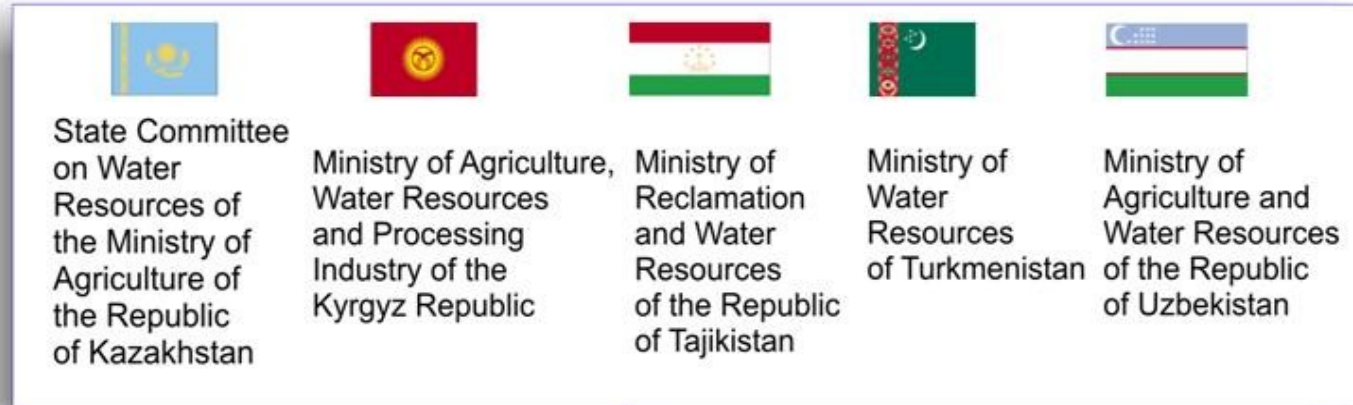 State Committee
on Water
Resources of
the Ministry of
Agriculture of
the Republic
of Kazakhstan
Ministry of Agriculture,
Water Resources
and Processing
Industry of the
Kyrgyz Republic
Ministry of
Reclamation
and Water
Resources
of the Republic
of Tajikistan
Ministry of
Water
Resources
of Turkmenistan
Ministry of
Agriculture and
Water Resources
of the Republic
of Uzbekistan